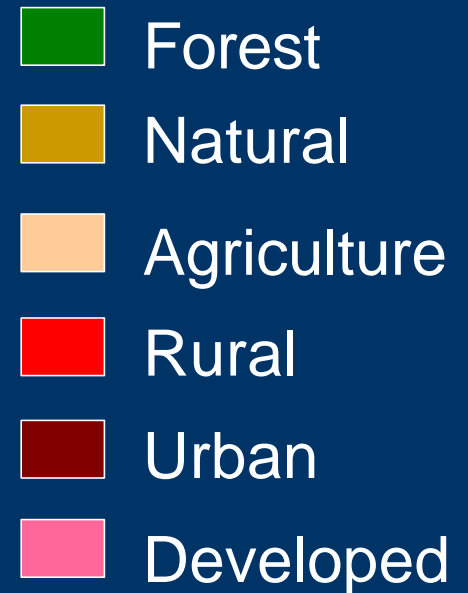 Forest
Natural
Agriculture
Rural
Urban
Developed